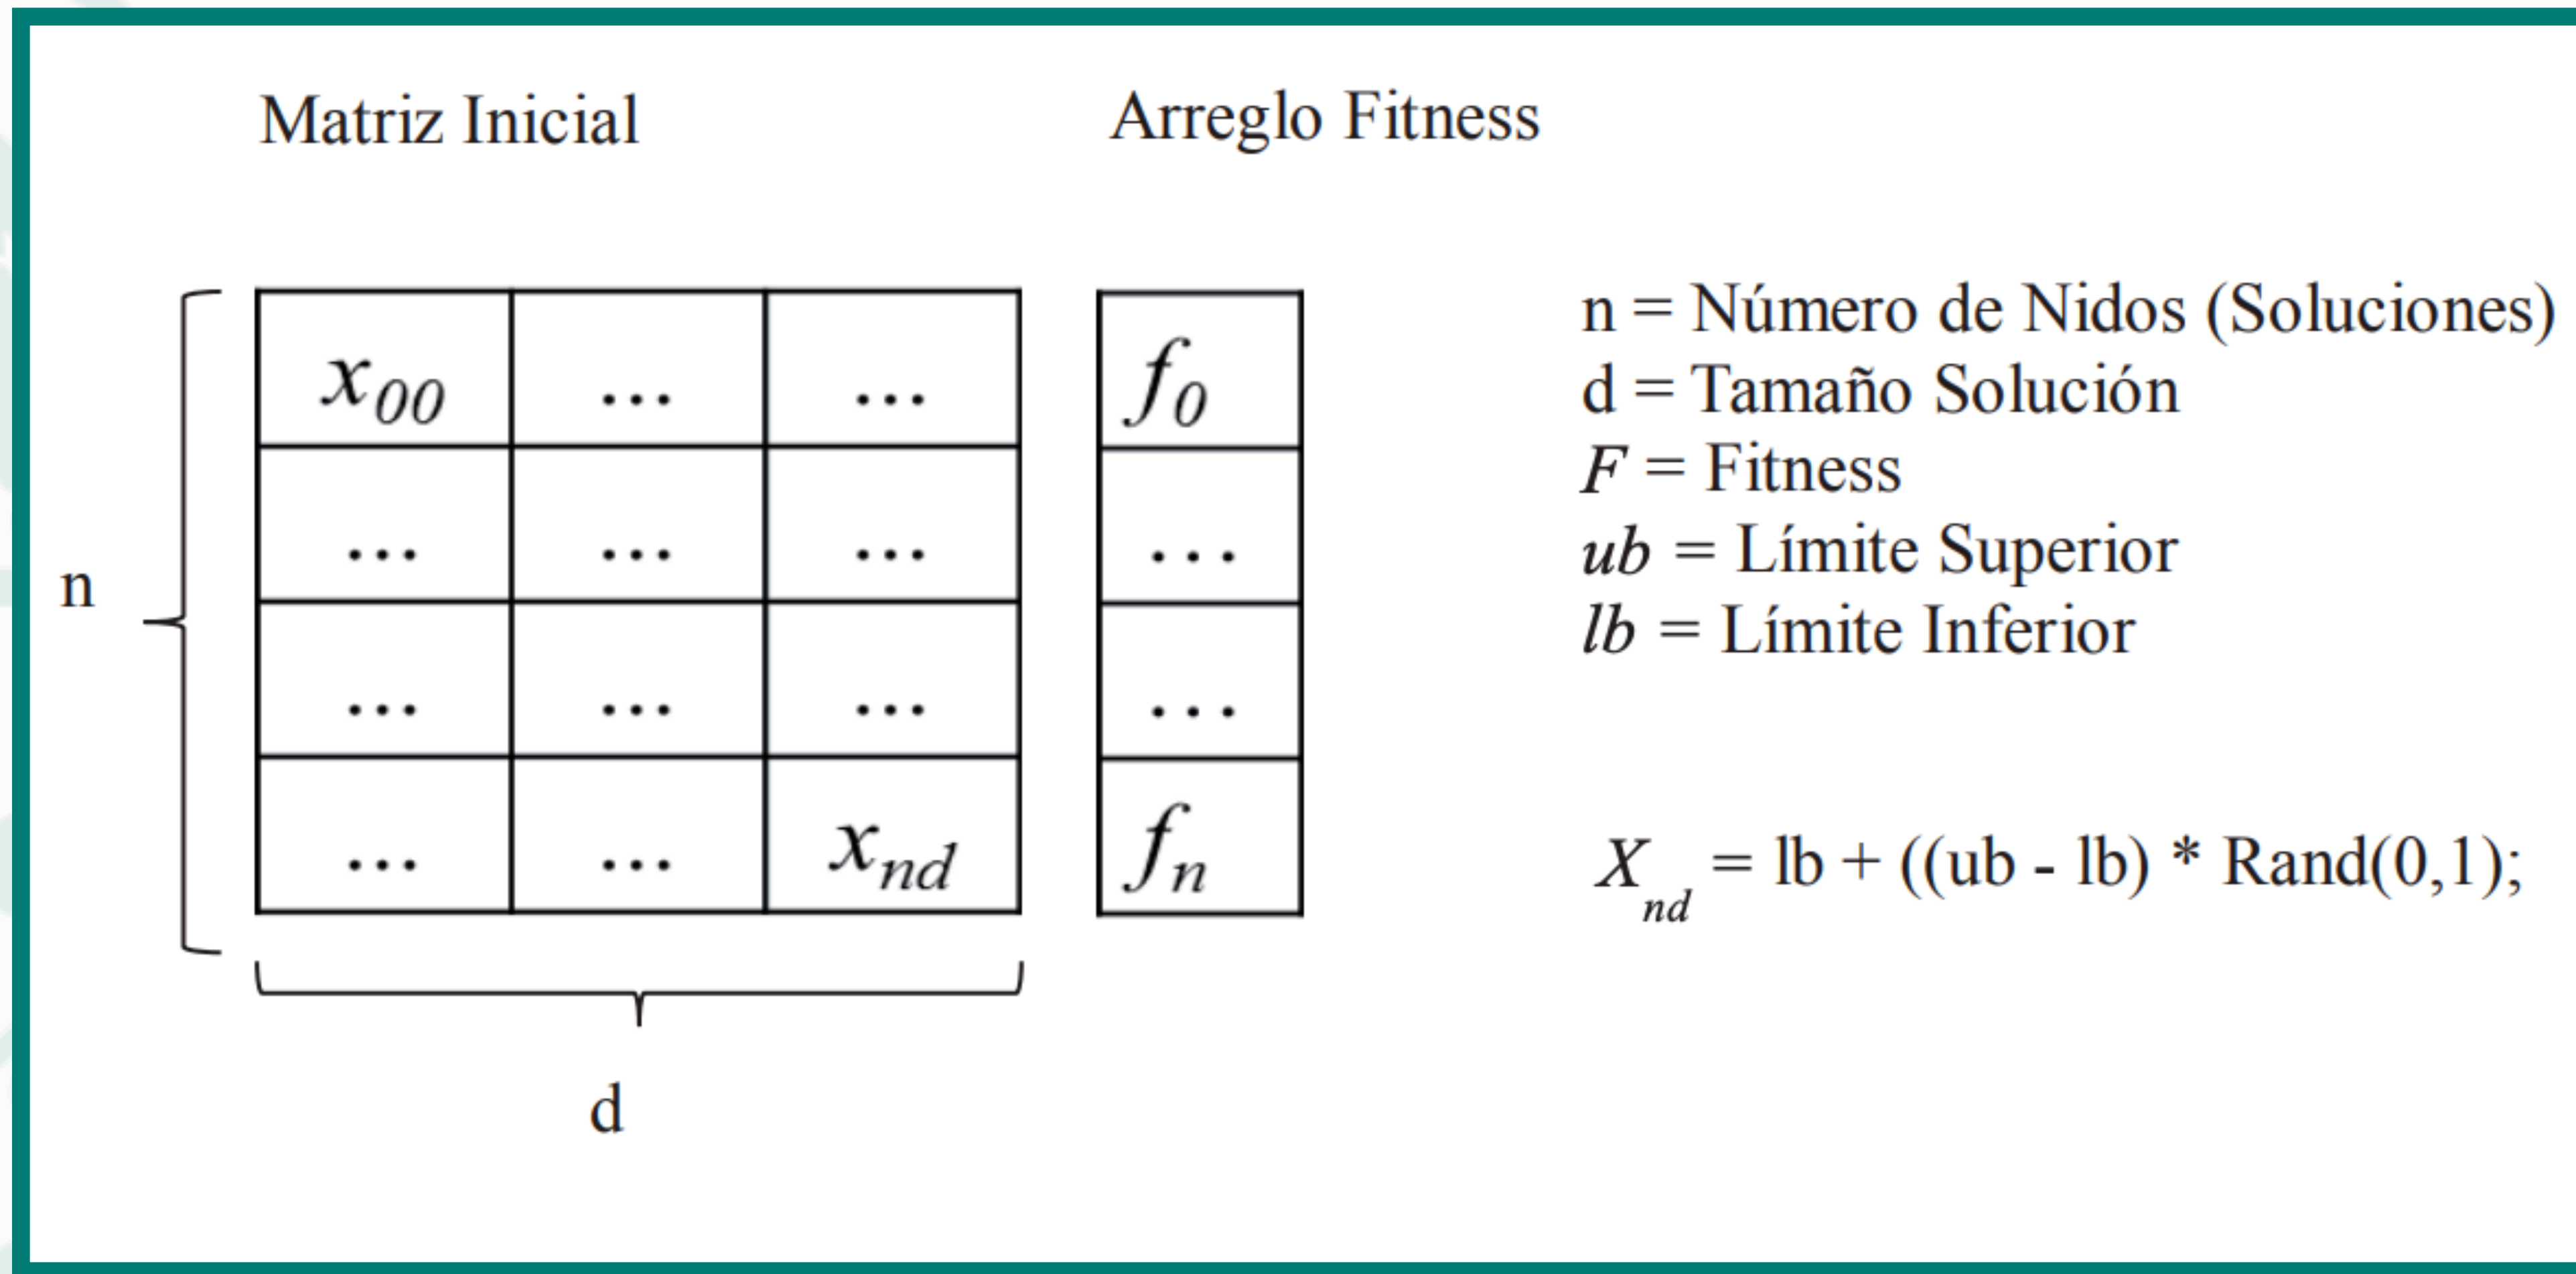 Matriz Inicial
Arreglo Fitness
x00 ... ... f0
... ... ... ...
... ... ... ...
... ... xnd fn
n
d
n = Número de Nidos (Soluciones)
d = Tamaño Solución
F = Fitness
ub = Límite Superior
lb = Límite Inferior
Xnd = lb + ((ub - lb) * Rand(0,1);